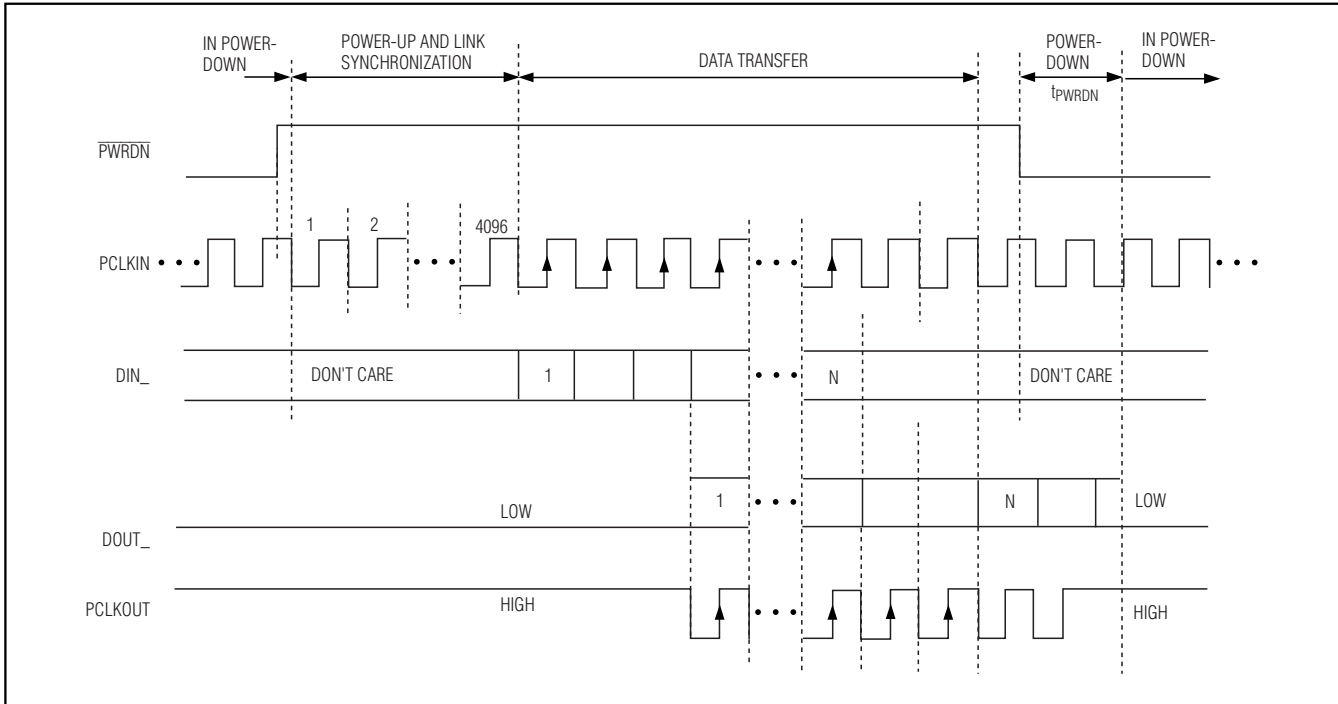 IN POWER-
DOWN
POWER-UP AND LINK
SYNCHRONIZATION
DATA TRANSFER
POWER-
DOWN
tPWRDN
IN POWER-
DOWN
PWRDN
1 2 4096
PCLKIN
DIN_
DON'T CARE
1
N
DON'T CARE
DOUT_
LOW
1
N
LOW
PCLKOUT
HIGH
HIGH